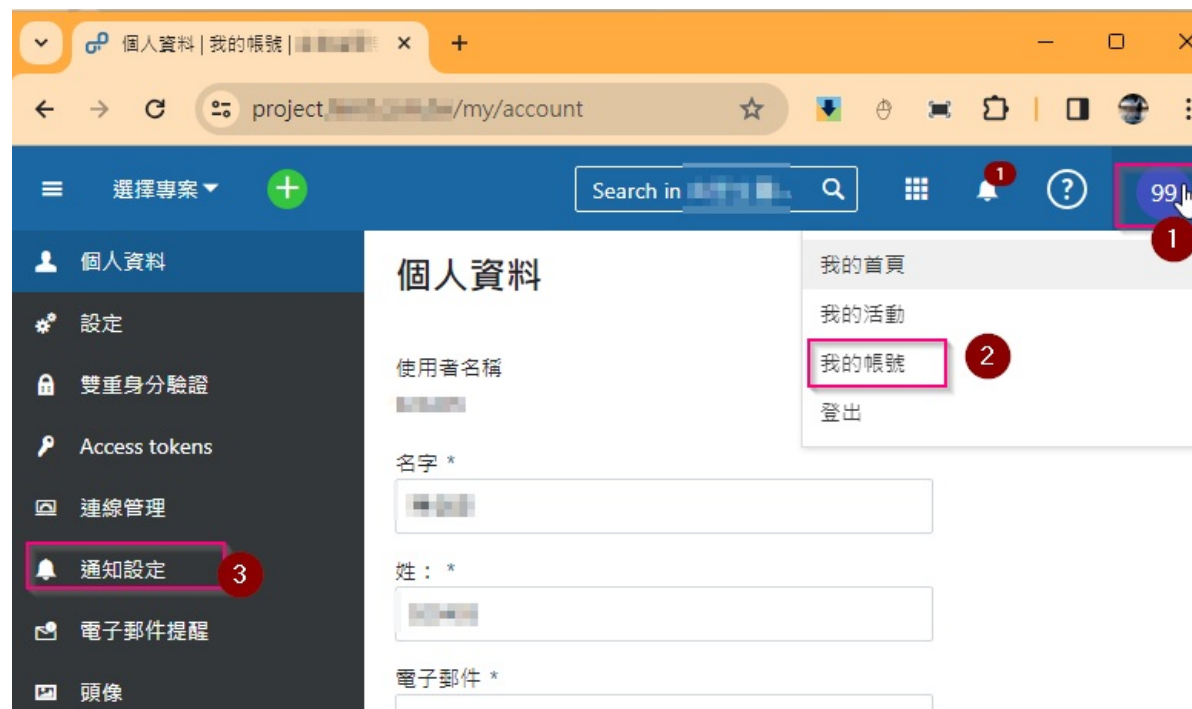 個人資料 | 我的帳號 |
project. /my/account
選擇專案
Search in
1
?
99
1
個人資料
設定
雙重身分驗證
Access tokens
連線管理
通知設定
3
電子郵件提醒
頭像
個人資料
使用者名稱
名字 *
姓： *
電子郵件 *
我的首頁
我的活動
我的帳號
2
登出